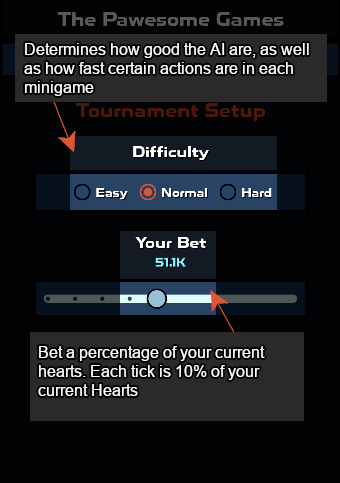 The Pawesome Games
Determines how good the AI are, as well
as how fast certain actions are in each
minigame
Tournament Setup
Difficulty
Easy Normal Hard
Your Bet
51.1K
Bet a percentage of your current
hearts. Each tick is 10% of your
current Hearts